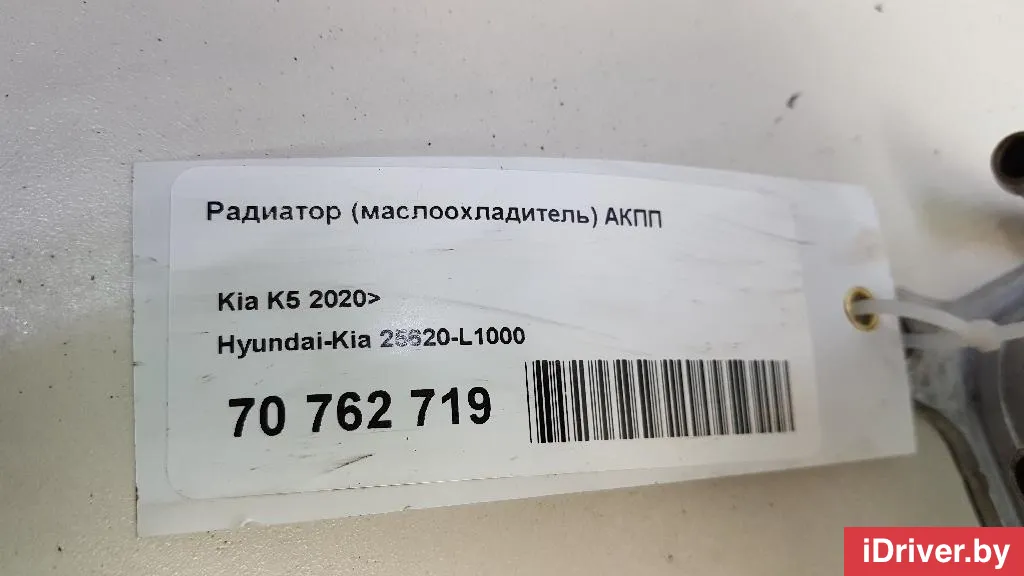 Радиатор (маслоохладитель) АКПП
Kia K5 2020>
Hyundai-Kia 25620-L1000
70 762 719
iDriver.by